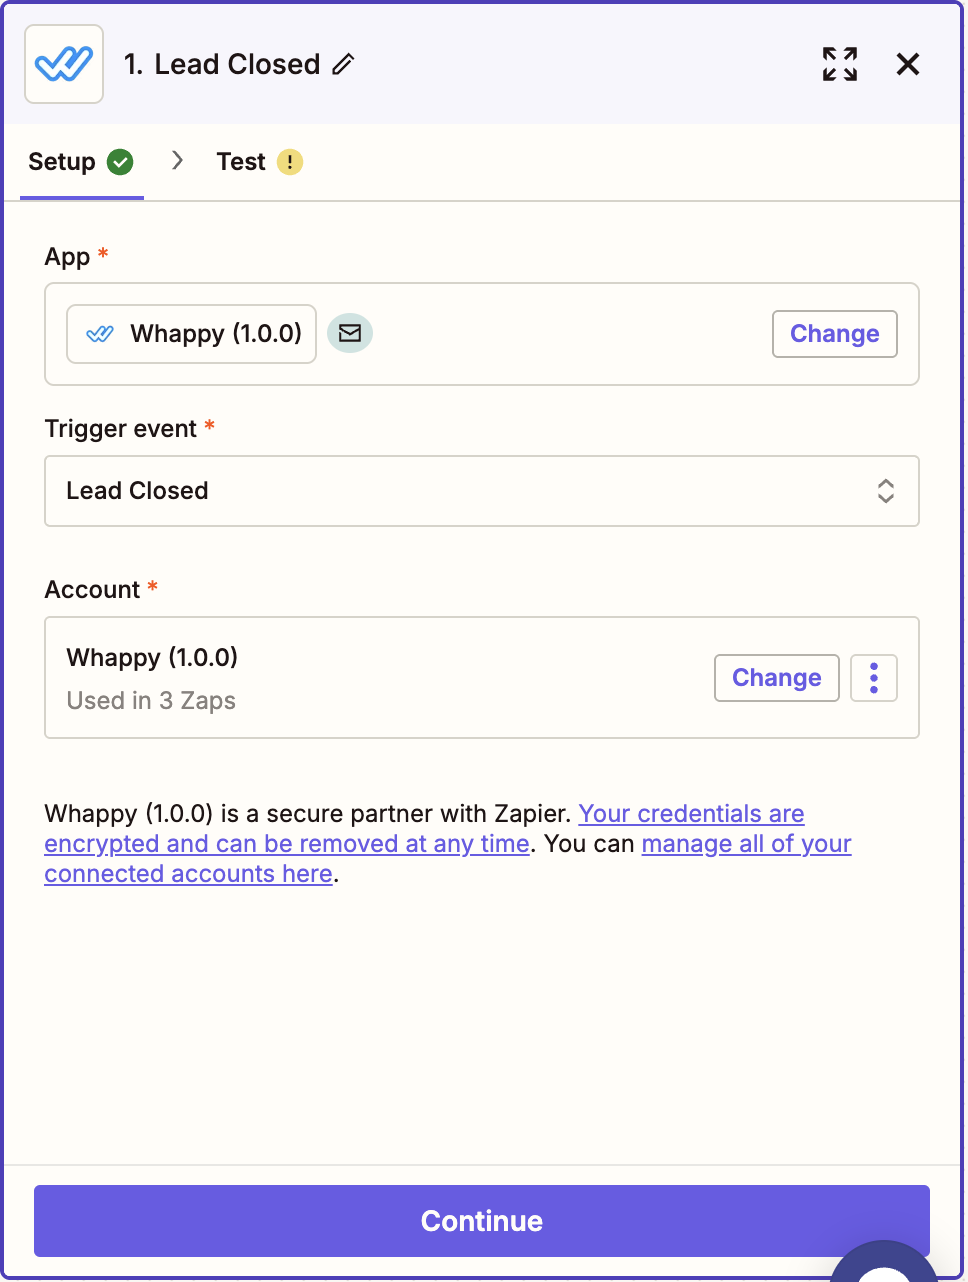 1. Lead Closed
Setup
Test
App *
Whappy (1.0.0)
Change
Trigger event *
Lead Closed
Account *
Whappy (1.0.0)
Used in 3 Zaps
Change
Whappy (1.0.0) is a secure partner with Zapier. Your credentials are
encrypted and can be removed at any time. You can manage all of your
connected accounts here.
Continue